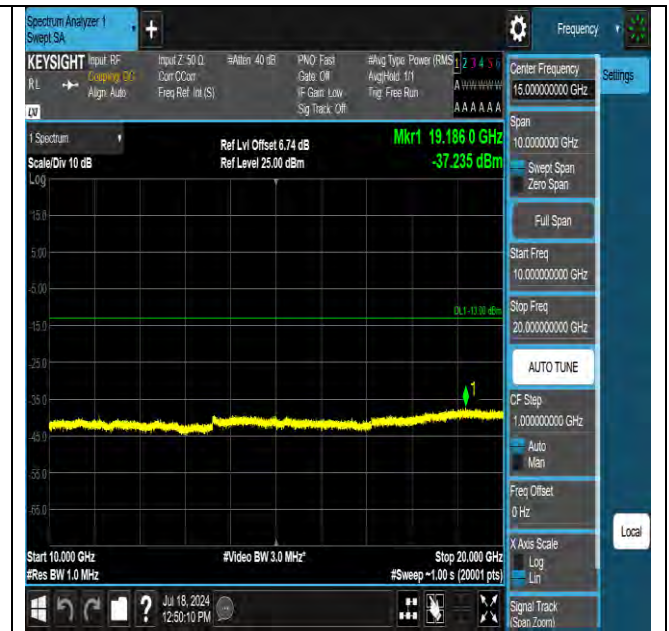 Spectrum Analyzer 1
Swept SA
+
Frequency
KEYSIGHT
RL
LXI
Input: RF
Coupling: DC
Align: Auto
Input Z: 50 Ω
Corr CCorr
Freq Ref: Int (S)
#Atten: 40 dB
PNO: Fast
Gate: Off
IF Gain: Low
Sig Track: Off
#Avg Type: Power (RMS
Avg|Hold: 1/1
Trig: Free Run
1 2 3 4 5 6
A W W W W W
A A A A A A
1 Spectrum
Scale/Div 10 dB
Log
Ref Lvl Offset 6.74 dB
Ref Level 25.00 dBm
Mkr1 19.186 0 GHz
-37.235 dBm
15.0
5.00
-5.00
-15.0
-25.0
-35.0
-45.0
-55.0
-65.0
DL1 -13.00 dBm
1
Start 10.000 GHz
#Res BW 1.0 MHz
#Video BW 3.0 MHz*
Stop 20.000 GHz
#Sweep ~1.00 s (20001 pts)
Center Frequency
15.000000000 GHz
Settings
Span
10.0000000 GHz
Swept Span
Zero Span
Full Span
Start Freq
10.000000000 GHz
Stop Freq
20.000000000 GHz
AUTO TUNE
CF Step
1.000000000 GHz
Auto
Man
Freq Offset
0 Hz
X Axis Scale
Log
Lin
Signal Track
(Span Zoom)
Local
?
Jul 18, 2024
12:50:10 PM